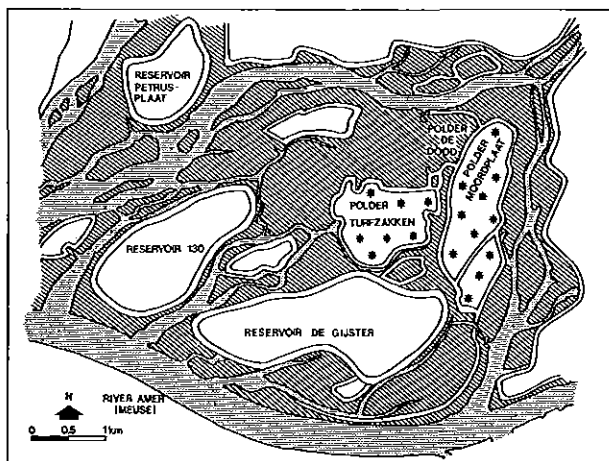 RESERVOIR
PETRUS-
PLAAT
POLDER
DE
DOOD
POLDER
MOORDPLAAT
POLDER
TURFZAKKEN
RESERVOIR 130
RESERVOIR DE GIJSTER
N
RIVER AMER
(MEUSE)
0 0.5 1km